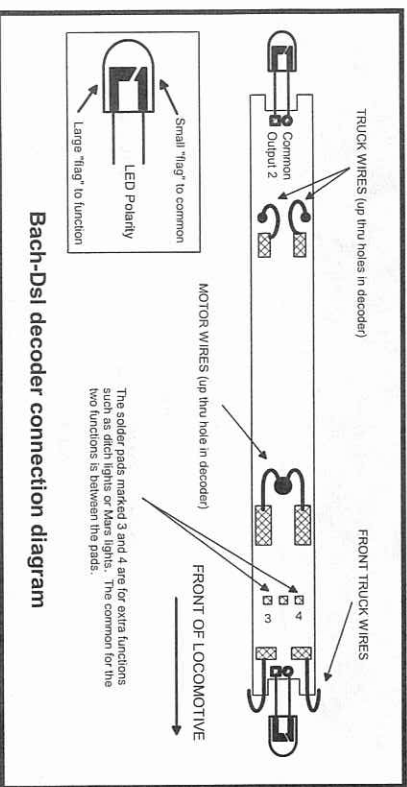 TRUCK WIRES (up thru holes in decoder)
Common
Output 2
MOTOR WIRES (up thru hole in decoder)
FRONT TRUCK WIRES
4
3
FRONT OF LOCOMOTIVE
The solder pads marked 3 and 4 are for extra functions
such as ditch lights or Mars lights. The common for the
two functions is between the pads.
Small "flag" to common
LED Polarity
Large "flag" to function
Bach-Dsl decoder connection diagram